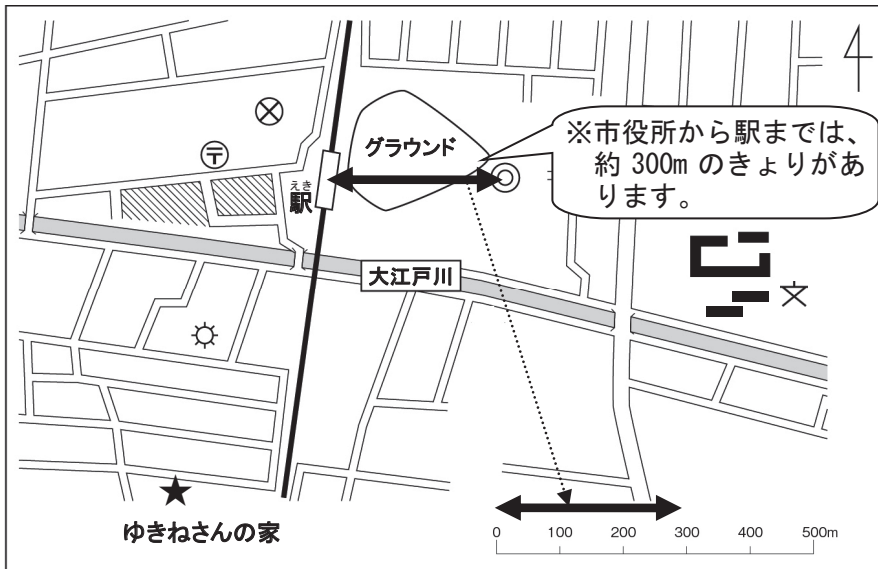 グラウンド
※市役所から駅までは、
約 300m のきょりがあ
ります。
〒
えき
駅
大江戸川
文
ゆきねさんの家
0 100 200 300 400 500m